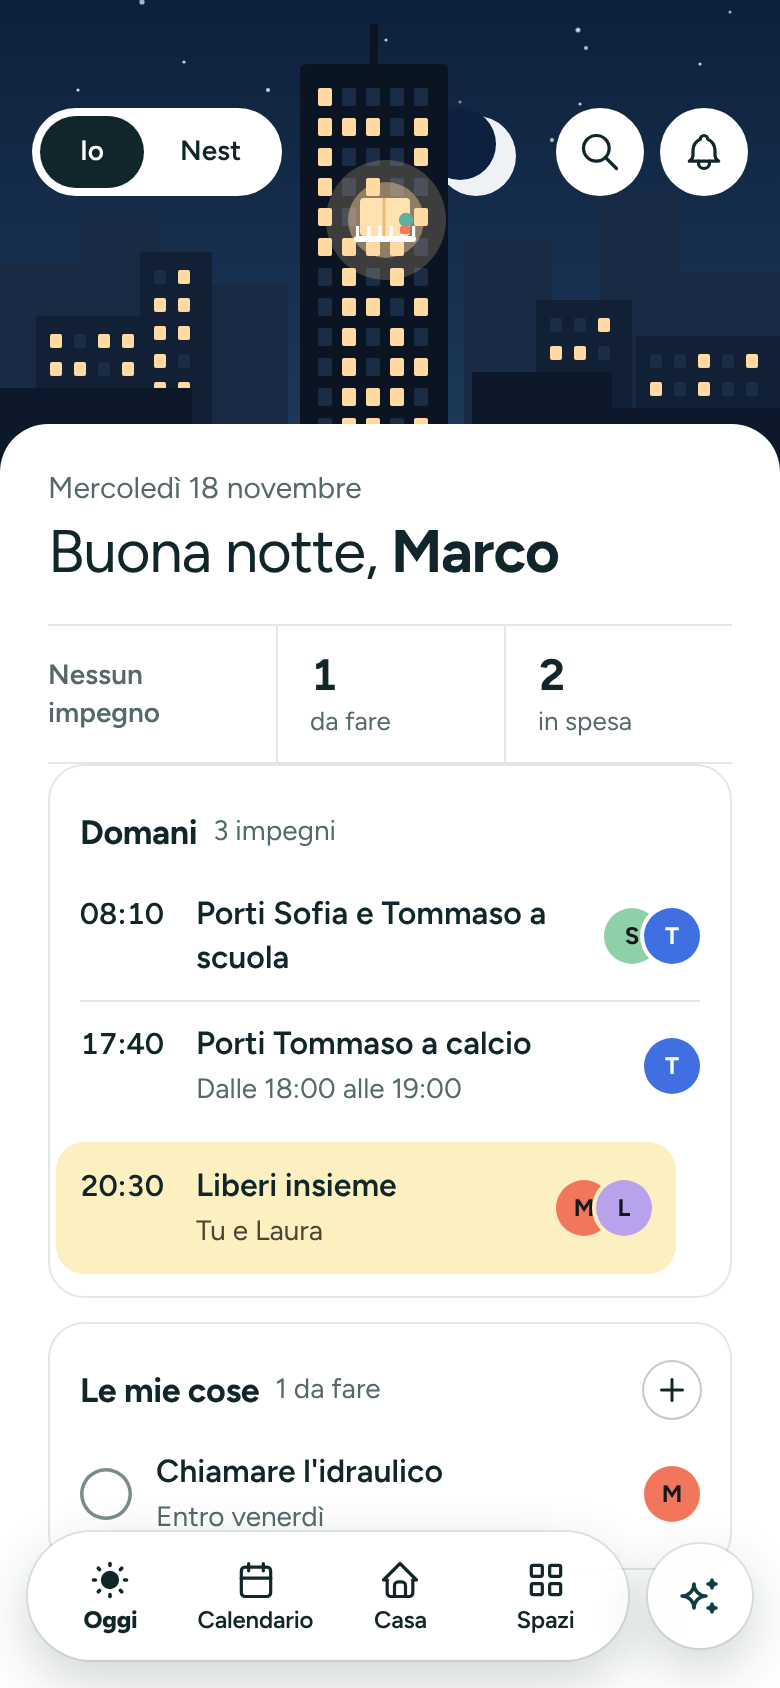 Io
Nest
Mercoledì 18 novembre
Buona notte, Marco
Nessun
impegno
1
da fare
2
in spesa
Domani 3 impegni
08:10 Porti Sofia e Tommaso a
scuola
S T
17:40 Porti Tommaso a calcio
Dalle 18:00 alle 19:00
T
20:30 Liberi insieme
Tu e Laura
M L
Le mie cose 1 da fare
Chiamare l'idraulico
Entro venerdì
M
Oggi
Calendario
Casa
Spazi